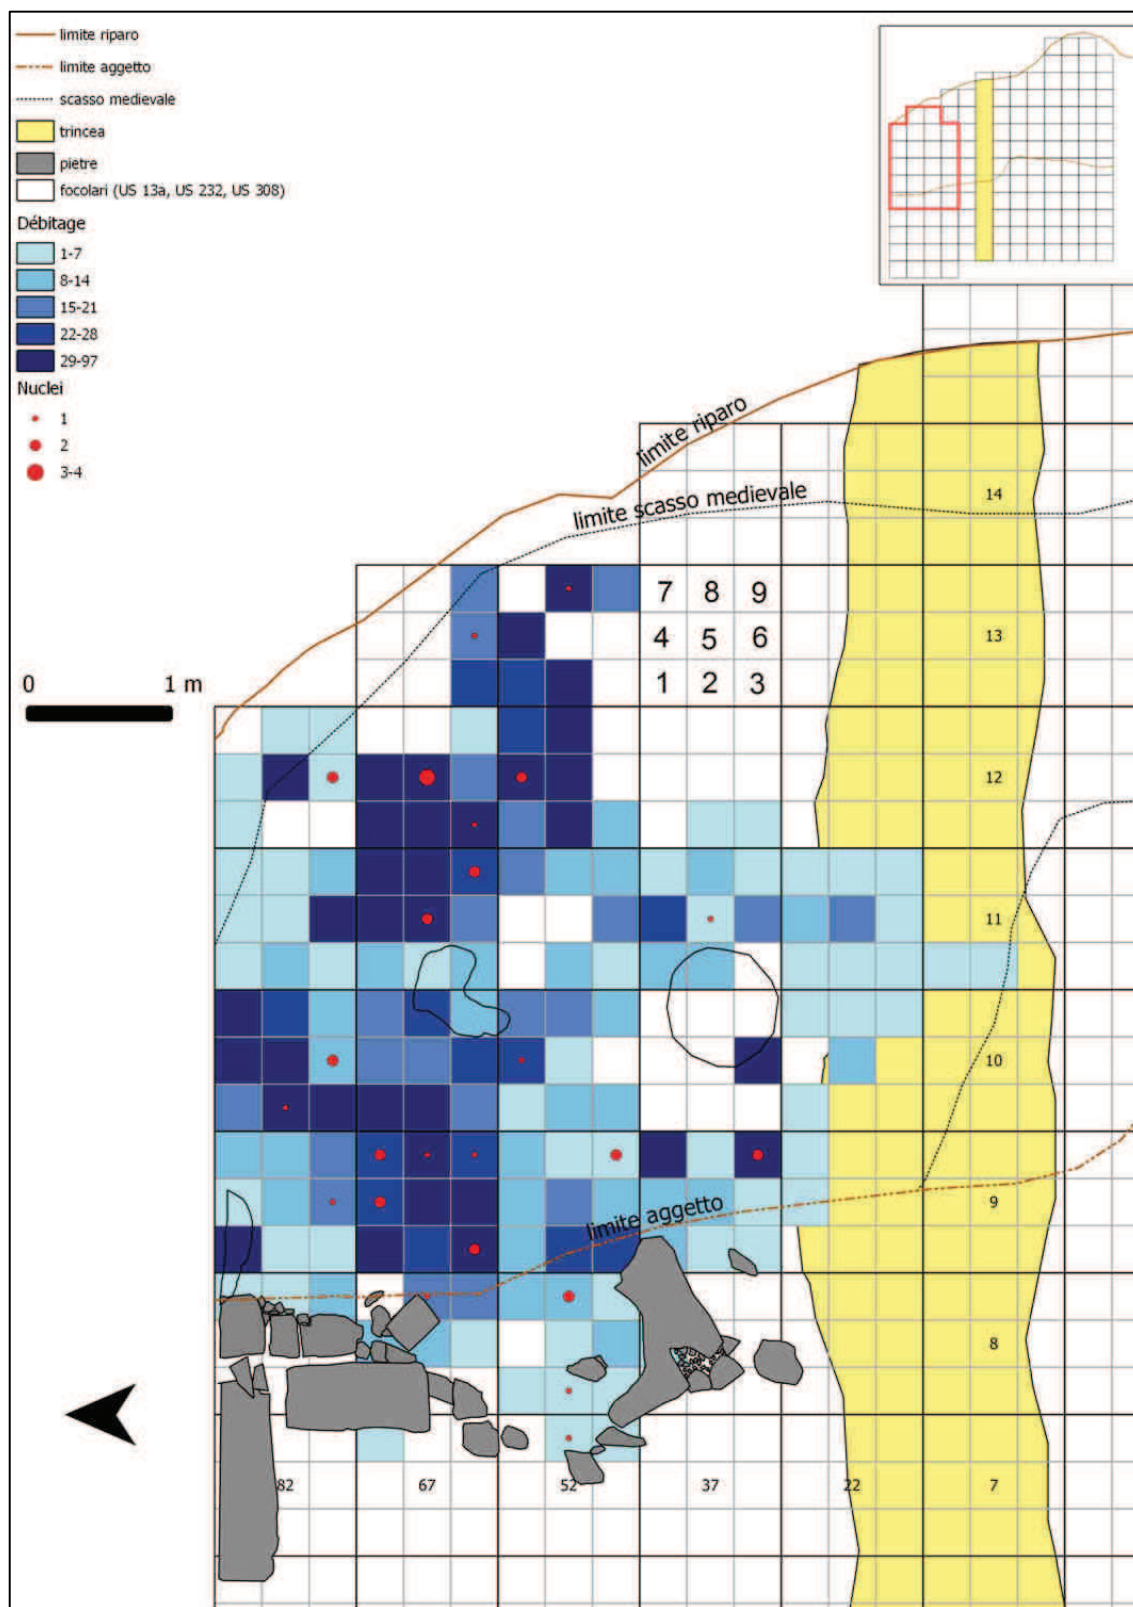 limite riparo
limite aggetto
scasso medievale
trincea
pietre
focolari (US 13a, US 232, US 308)
Débitage
1-7
8-14
15-21
22-28
29-97
Nuclei
1
2
3-4
limite riparo
limite scasso medievale
14
7 8 9
4 5 6
1 2 3
13
0 1 m
12
11
10
9
limite aggetto
8
82 67 52 37 22 7